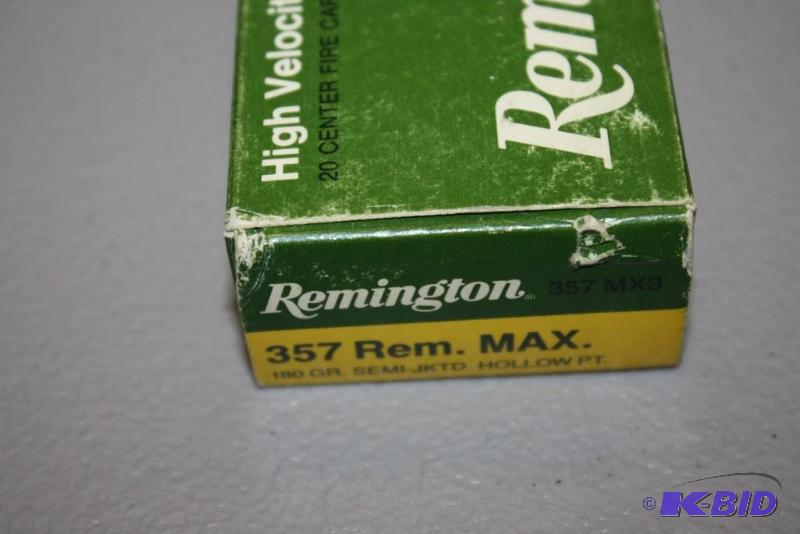 High Velocit
20 CENTER FIRE CAR
Rem
Remington® 357 MX3
357 Rem. MAX.
180 GR. SEMI-JKTD. HOLLOW PT.
© K-BID